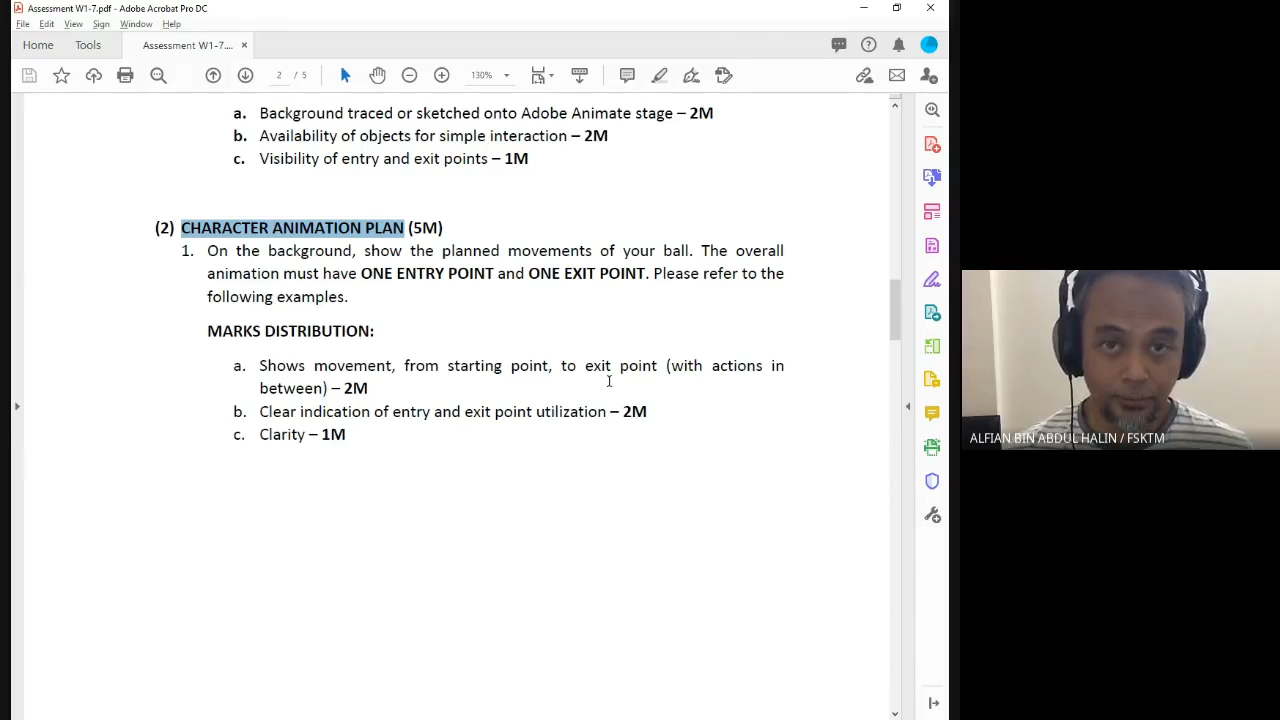 Assessment W1-7.pdf - Adobe Acrobat Pro DC
File Edit View Sign Window Help
Home Tools Assessment W1-7....
2 / 5 130%
a. Background traced or sketched onto Adobe Animate stage – 2M
b. Availability of objects for simple interaction – 2M
c. Visibility of entry and exit points – 1M
(2) CHARACTER ANIMATION PLAN (5M)
1. On the background, show the planned movements of your ball. The overall
animation must have ONE ENTRY POINT and ONE EXIT POINT. Please refer to the
following examples.
MARKS DISTRIBUTION:
a. Shows movement, from starting point, to exit point (with actions in
between) – 2M
b. Clear indication of entry and exit point utilization – 2M
c. Clarity – 1M
ALFIAN BIN ABDUL HALIN / FSKTM